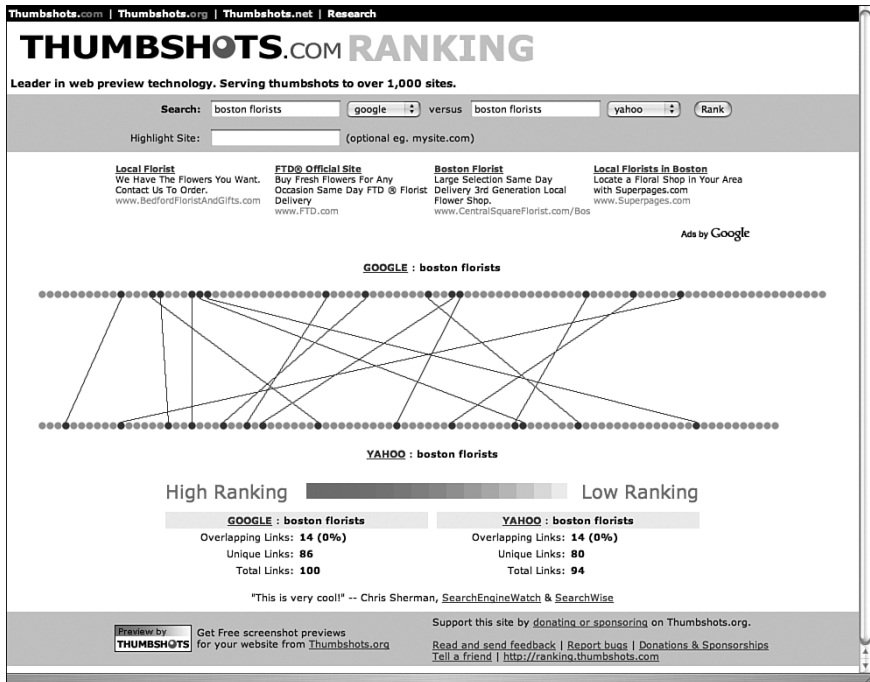 Thumbshots.com | Thumbshots.org | Thumbshots.net | Research
THUMBSHOTS.COM RANKING
Leader in web preview technology. Serving thumbshots to over 1,000 sites.
Search: boston florists google versus boston florists yahoo Rank
Highlight Site: (optional eg. mysite.com)
Local Florist
We Have The Flowers You Want.
Contact Us To Order.
www.BedfordFloristAndGifts.com
FTD® Official Site
Buy Fresh Flowers For Any
Occasion Same Day FTD ® Florist
Delivery
www.FTD.com
Boston Florist
Large Selection Same Day
Delivery 3rd Generation Local
Flower Shop.
www.CentralSquareFlorist.com/Bos
Local Florists in Boston
Locate a Floral Shop in Your Area
with Superpages.com
www.Superpages.com
Ads by Google
GOOGLE : boston florists
YAHOO : boston florists
High Ranking Low Ranking
GOOGLE : boston florists
Overlapping Links: 14 (0%)
Unique Links: 86
Total Links: 100
YAHOO : boston florists
Overlapping Links: 14 (0%)
Unique Links: 80
Total Links: 94
"This is very cool!" -- Chris Sherman, SearchEngineWatch & SearchWise
Preview by
THUMBSHOTS
Get Free screenshot previews
for your website from Thumbshots.org
Support this site by donating or sponsoring on Thumbshots.org.
Read and send feedback | Report bugs | Donations & Sponsorships
Tell a friend | http://ranking.thumbshots.com